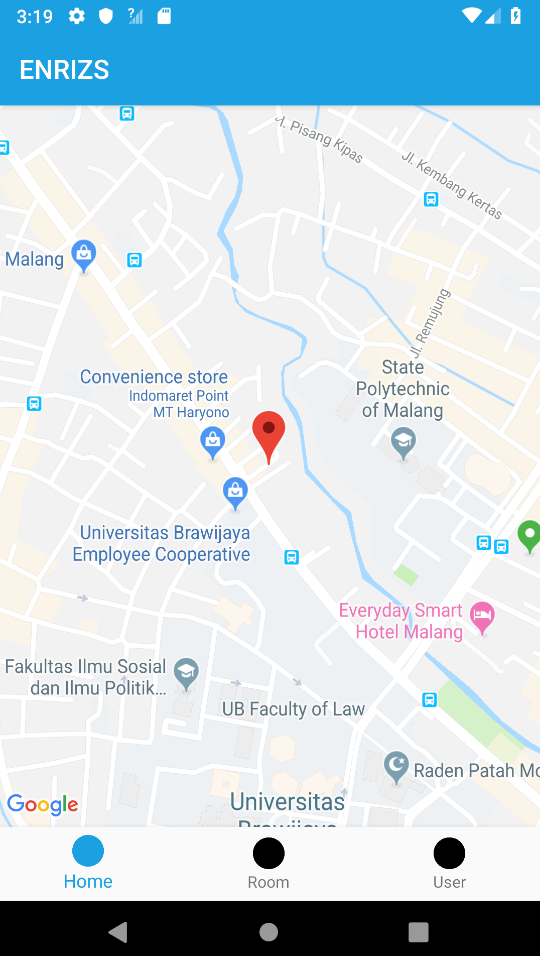 3:19
ENRIZS
Jl. Pisang Kipas
Jl. Kembang Kertas
Malang
Jl. Remujung
Convenience store
Indomaret Point
MT Haryono
State
Polytechnic
of Malang
Universitas Brawijaya
Employee Cooperative
Everyday Smart
Hotel Malang
Fakultas Ilmu Sosial
dan Ilmu Politik...
UB Faculty of Law
Raden Patah Mo
Universitas
Brawijaya
Google
Home
Room
User